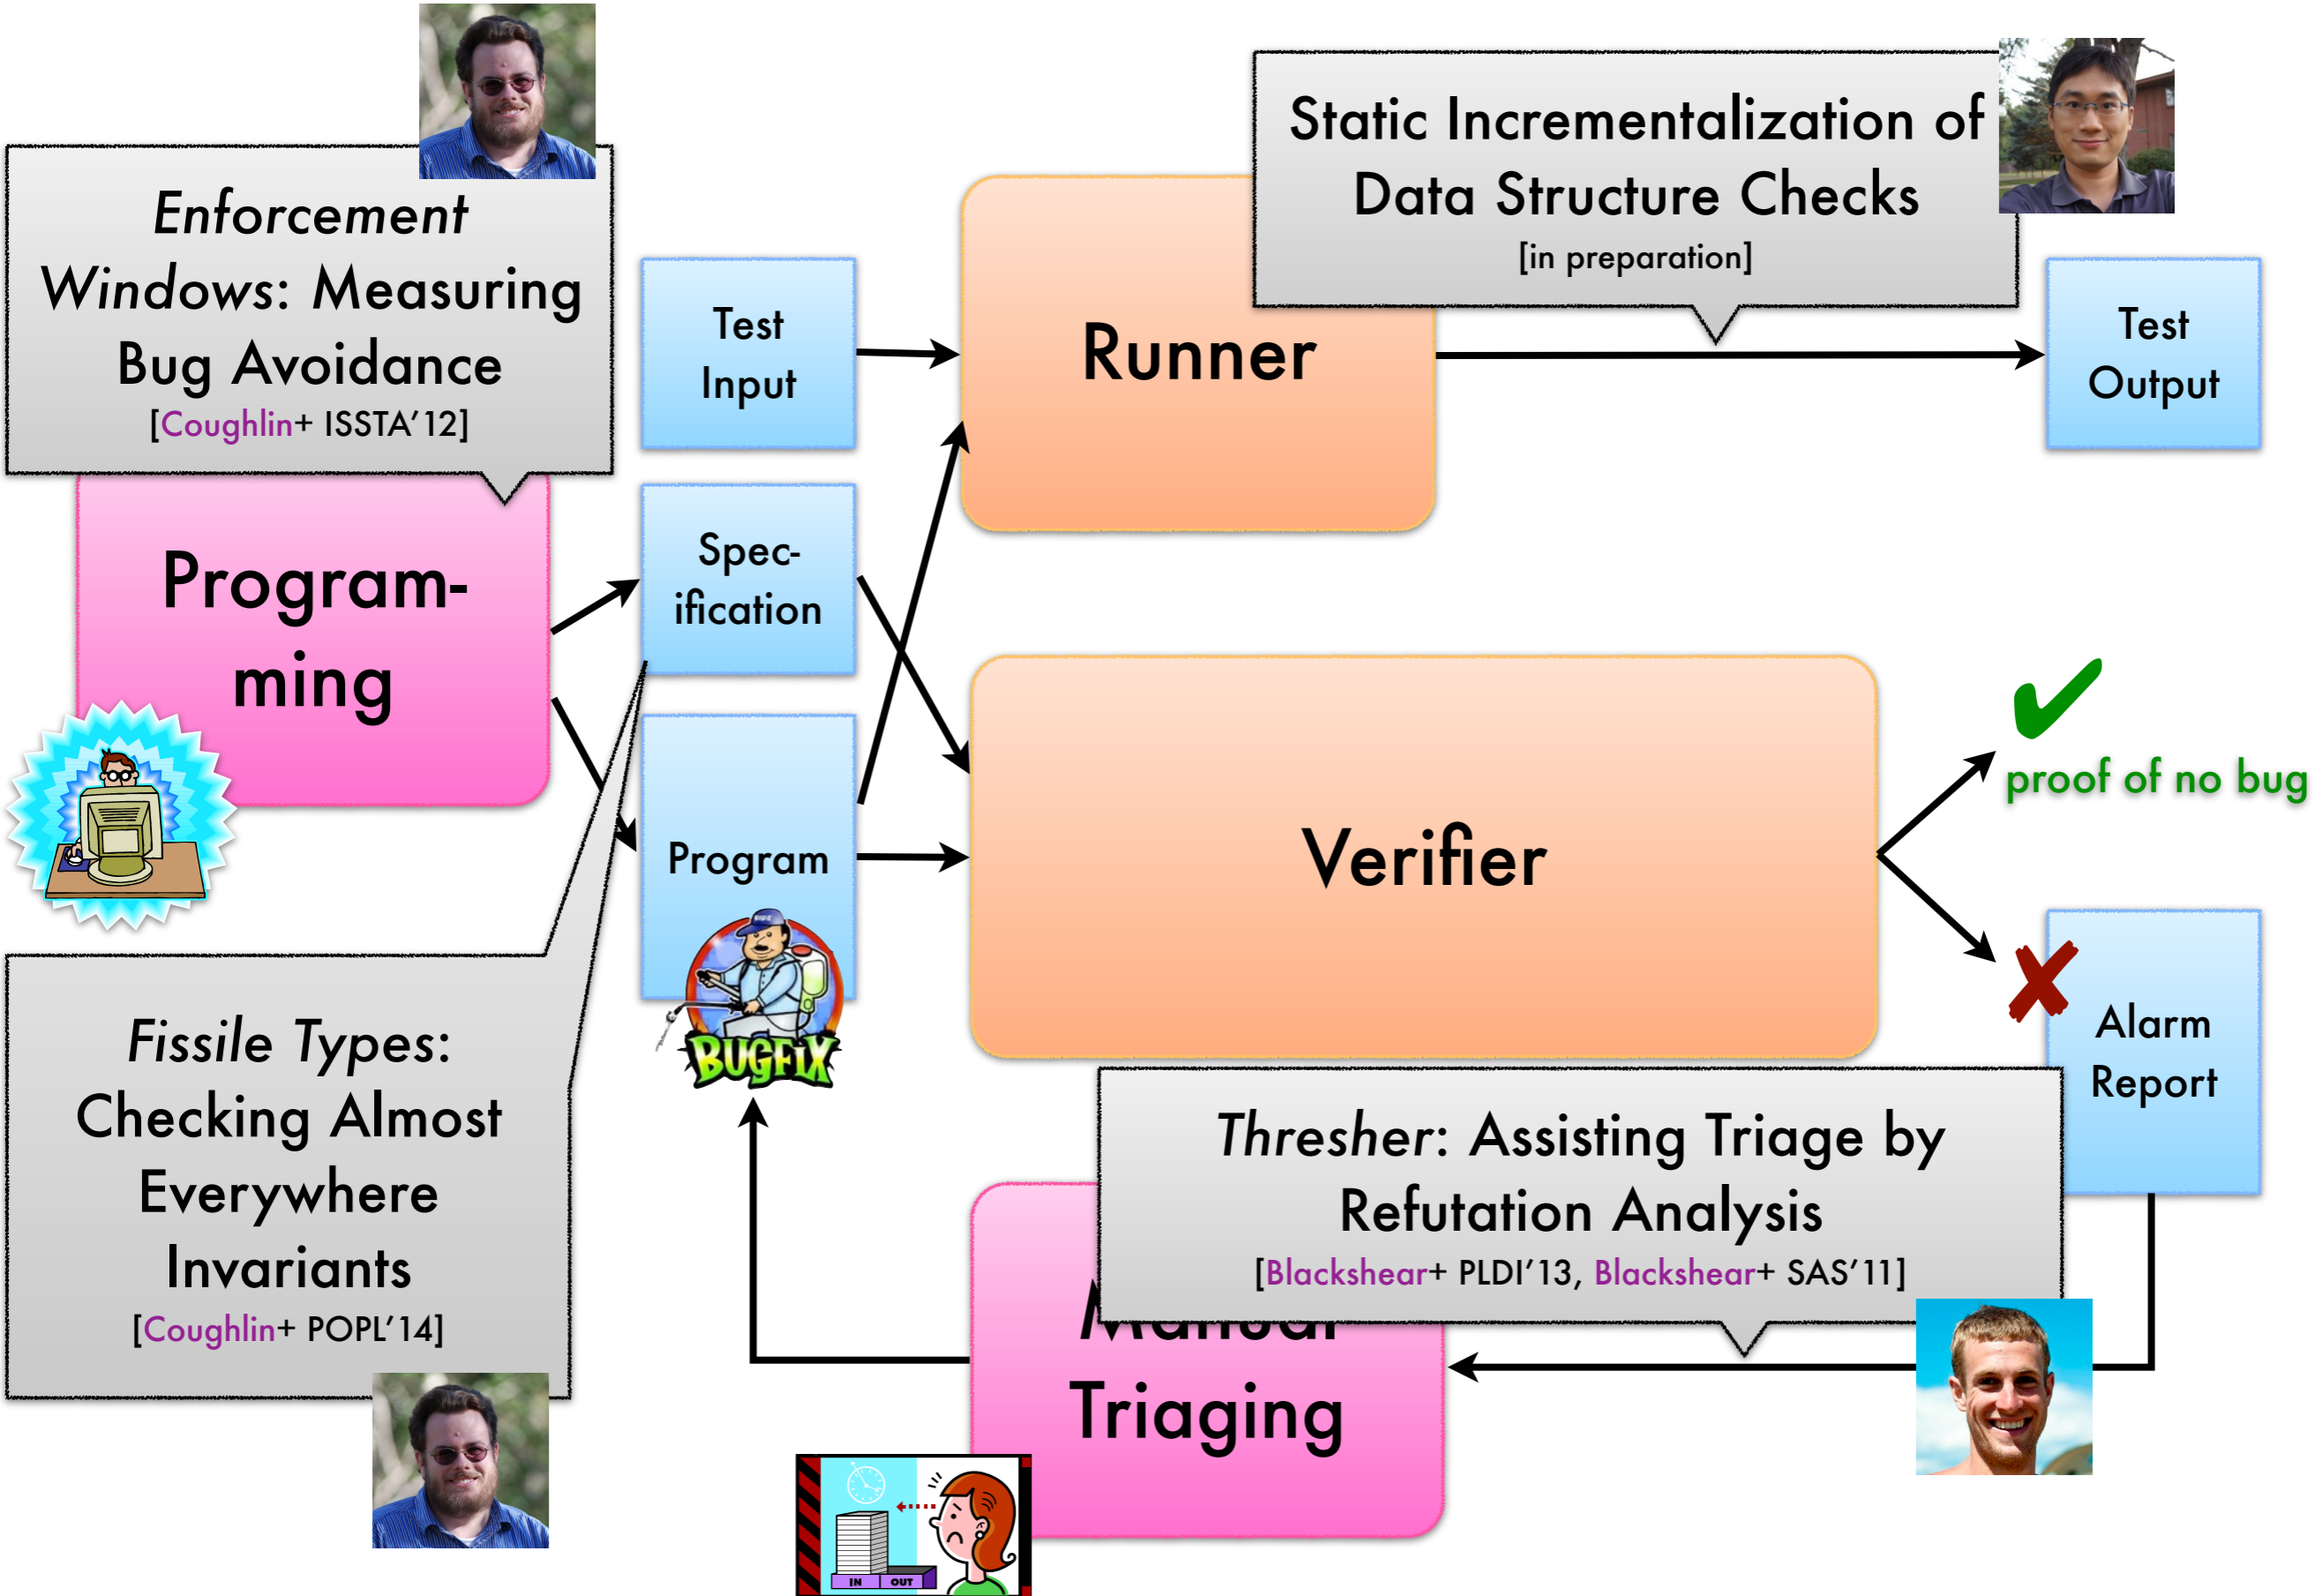 Enforcement
Windows: Measuring
Bug Avoidance
[Coughlin+ ISSTA’12]
Static Incrementalization of
Data Structure Checks
[in preparation]
Test
Input
Runner
Test
Output
Program-
ming
Spec-
ification
Program
BUGFIX
Verifier
✔
proof of no bug
✘
Alarm
Report
Fissile Types:
Checking Almost
Everywhere
Invariants
[Coughlin+ POPL’14]
Thresher: Assisting Triage by
Refutation Analysis
[Blackshear+ PLDI’13, Blackshear+ SAS’11]
Manual
Triaging
IN OUT